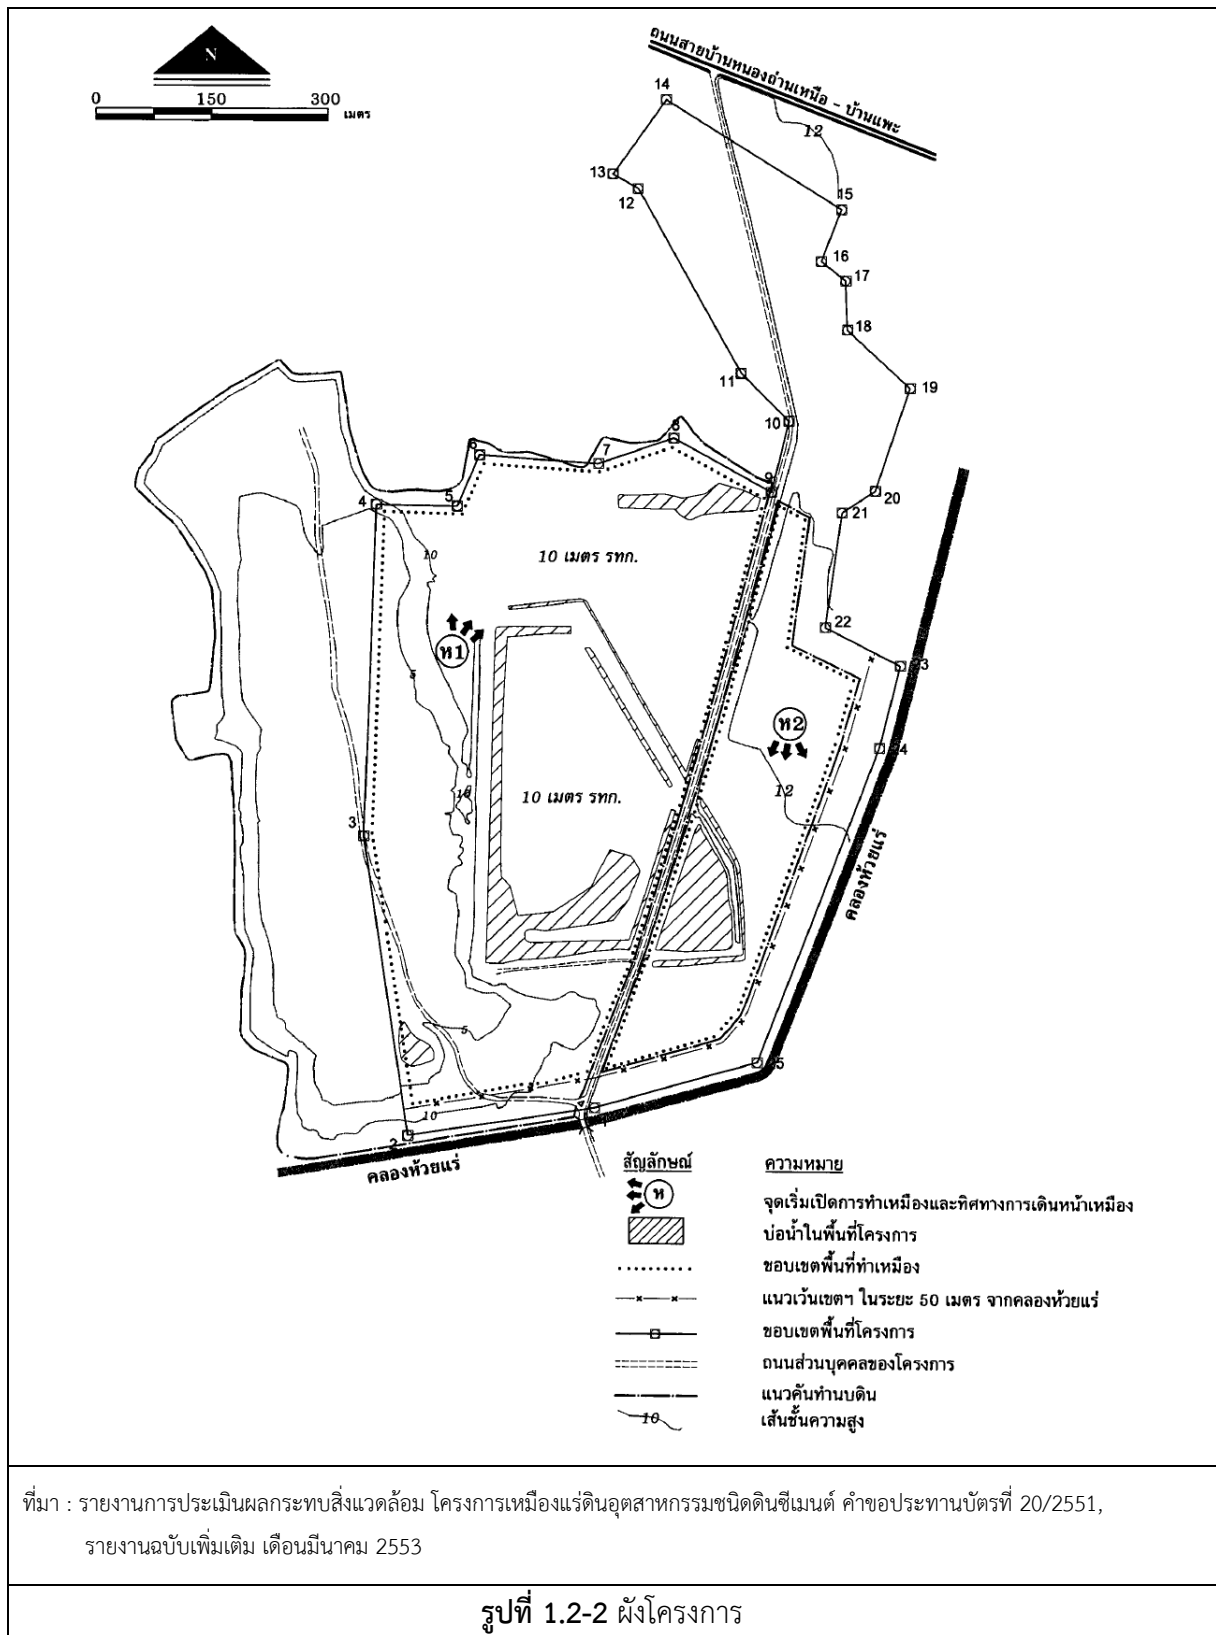 ถนนสายบ้านหนองถ่านเหนือ - บ้านแพะ
N
0 150 300 เมตร
14
12
13
12
15
16
17
18
11
19
10
8
6
7
9
4
5
20
21
10
10 เมตร รทก.
22
ห1
23
5
ห2
24
10
10 เมตร รทก.
12
3
คลองห้วยแร่
5
25
10
1
2
คลองห้วยแร่
สัญลักษณ์ ความหมาย
ห จุดเริ่มเปิดการทำเหมืองและทิศทางการเดินหน้าเหมือง
บ่อน้ำในพื้นที่โครงการ
ขอบเขตพื้นที่ทำเหมือง
แนวเว้นเขตฯ ในระยะ 50 เมตร จากคลองห้วยแร่
ขอบเขตพื้นที่โครงการ
ถนนส่วนบุคคลของโครงการ
แนวคันทำนบดิน
10 เส้นชั้นความสูง
ที่มา : รายงานการประเมินผลกระทบสิ่งแวดล้อม โครงการเหมืองแร่ดินอุตสาหกรรมชนิดดินซีเมนต์ คำขอประทานบัตรที่ 20/2551,
รายงานฉบับเพิ่มเติม เดือนมีนาคม 2553
รูปที่ 1.2-2 ผังโครงการ